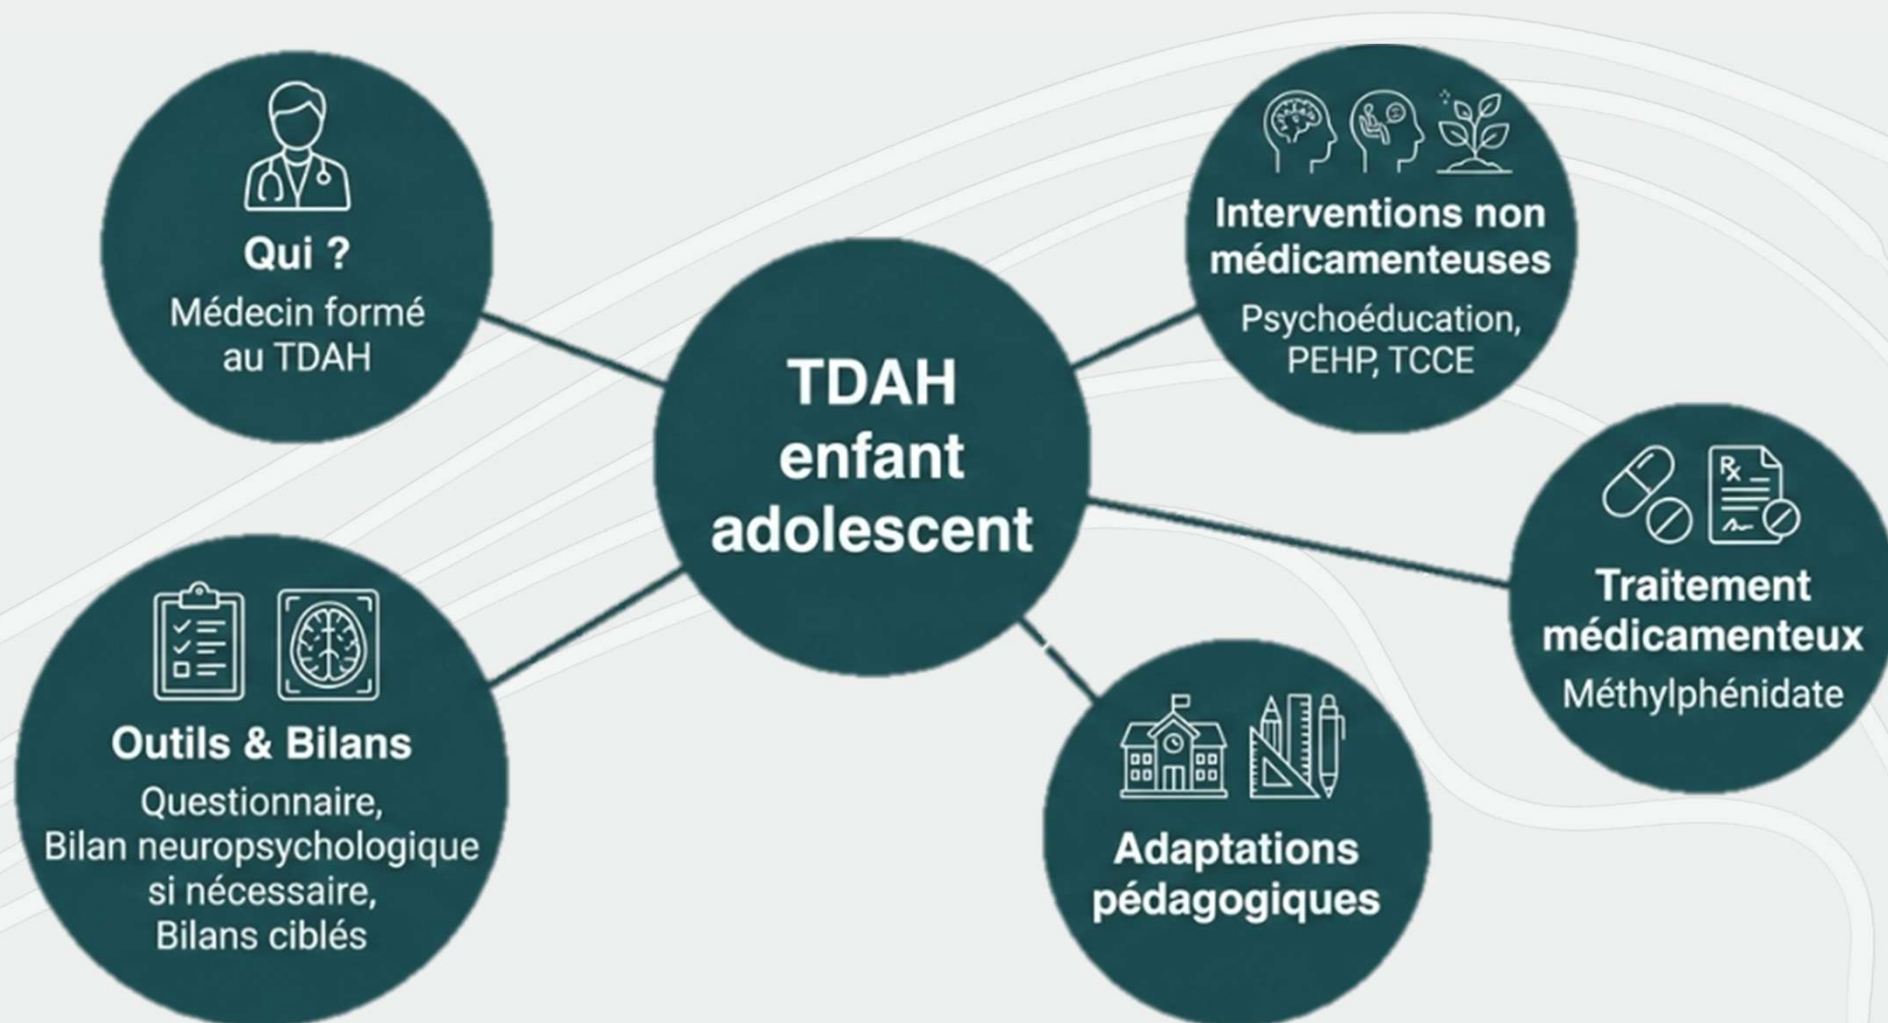 Qui ?
Médecin formé
au TDAH
Interventions non
médicamenteuses
Psychoéducation,
PEHP, TCCE
TDAH
enfant
adolescent
Rx
Traitement
médicamenteux
Méthylphénidate
Outils & Bilans
Questionnaire,
Bilan neuropsychologique
si nécessaire,
Bilans ciblés
Adaptations
pédagogiques